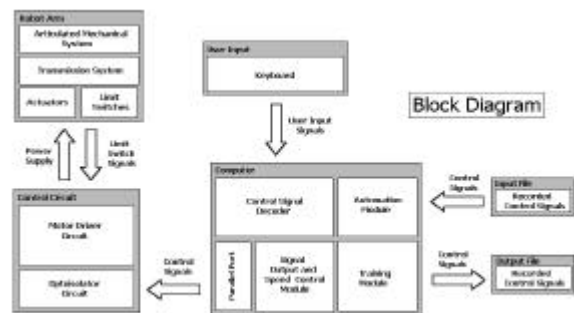 Robot Arm
Articulated Mechanical
System
Transmission System
Actuators
Limit
Switches
Power
Supply
Limit
Switch
Signals
Control Circuit
Motor Driver
Circuit
Optoisolator
Circuit
Control
Signals
User Input
Keyboard
User Input
Signals
Block Diagram
Computer
Control Signal
Decoder
Automation
Module
Parallel Port
Signal
Output and
Speed Control
Module
Training
Module
Control
Signals
Input File
Recorded
Control Signals
Control
Signals
Output File
Recorded
Control Signals